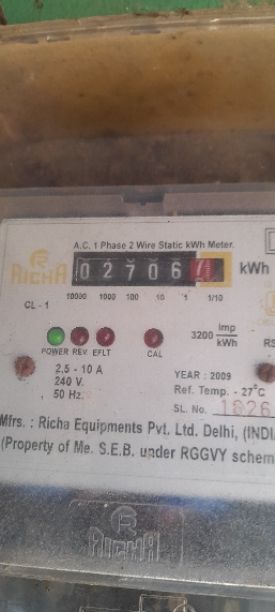 A.C. 1 Phase 2 Wire Static kWh Meter.
RICHA
0 2 7 0 6 kWh
CL - 1
10000 1000 100 10 1 1/10
3200 Imp/kWh
POWER REV EFLT CAL
2.5 - 10 A
240 V.
50 Hz.
YEAR : 2009
Ref. Temp. - 27°C
SL. No.
Mfrs. : Richa Equipments Pvt. Ltd. Delhi,
(Property of Me. S.E.B. under RGGVY
RICHA